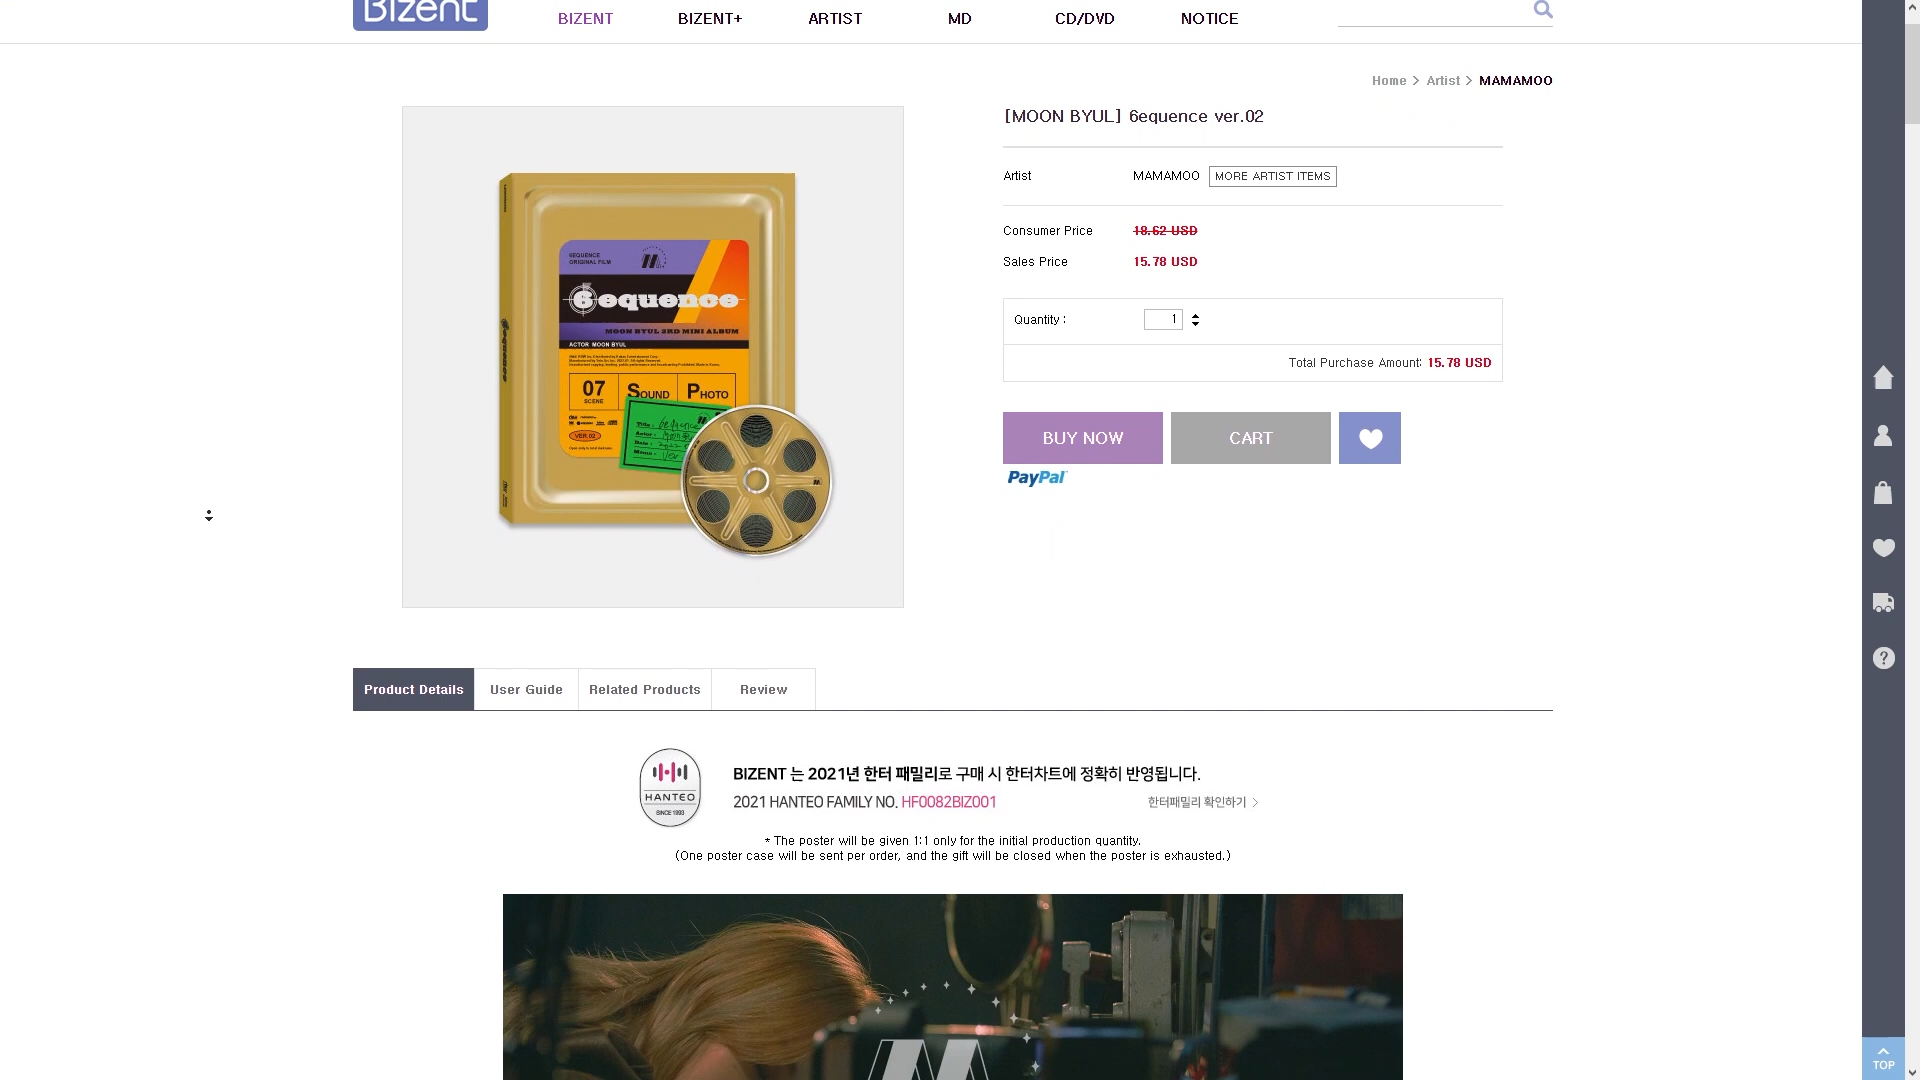 Bizent
BIZENT
BIZENT+
ARTIST
MD
CD/DVD
NOTICE
Home > Artist > MAMAMOO
[MOON BYUL] 6equence ver.02
Artist
MAMAMOO
MORE ARTIST ITEMS
Consumer Price
18.62 USD
Sales Price
15.78 USD
Quantity :
1
Total Purchase Amount: 15.78 USD
BUY NOW
CART
PayPal
6EQUENCE
ORIGINAL FILM
6equence
MOON BYUL 3RD MINI ALBUM
ACTOR MOON BYUL
07
SCENE
SOUND
PHOTO
VER.02
Product Details
User Guide
Related Products
Review
HANTEO
SINCE 1993
BIZENT 는 2021년 한터 패밀리로 구매 시 한터차트에 정확히 반영됩니다.
2021 HANTEO FAMILY NO. HF0082BIZ001
한터패밀리 확인하기 >
* The poster will be given 1:1 only for the initial production quantity.
(One poster case will be sent per order, and the gift will be closed when the poster is exhausted.)
TOP